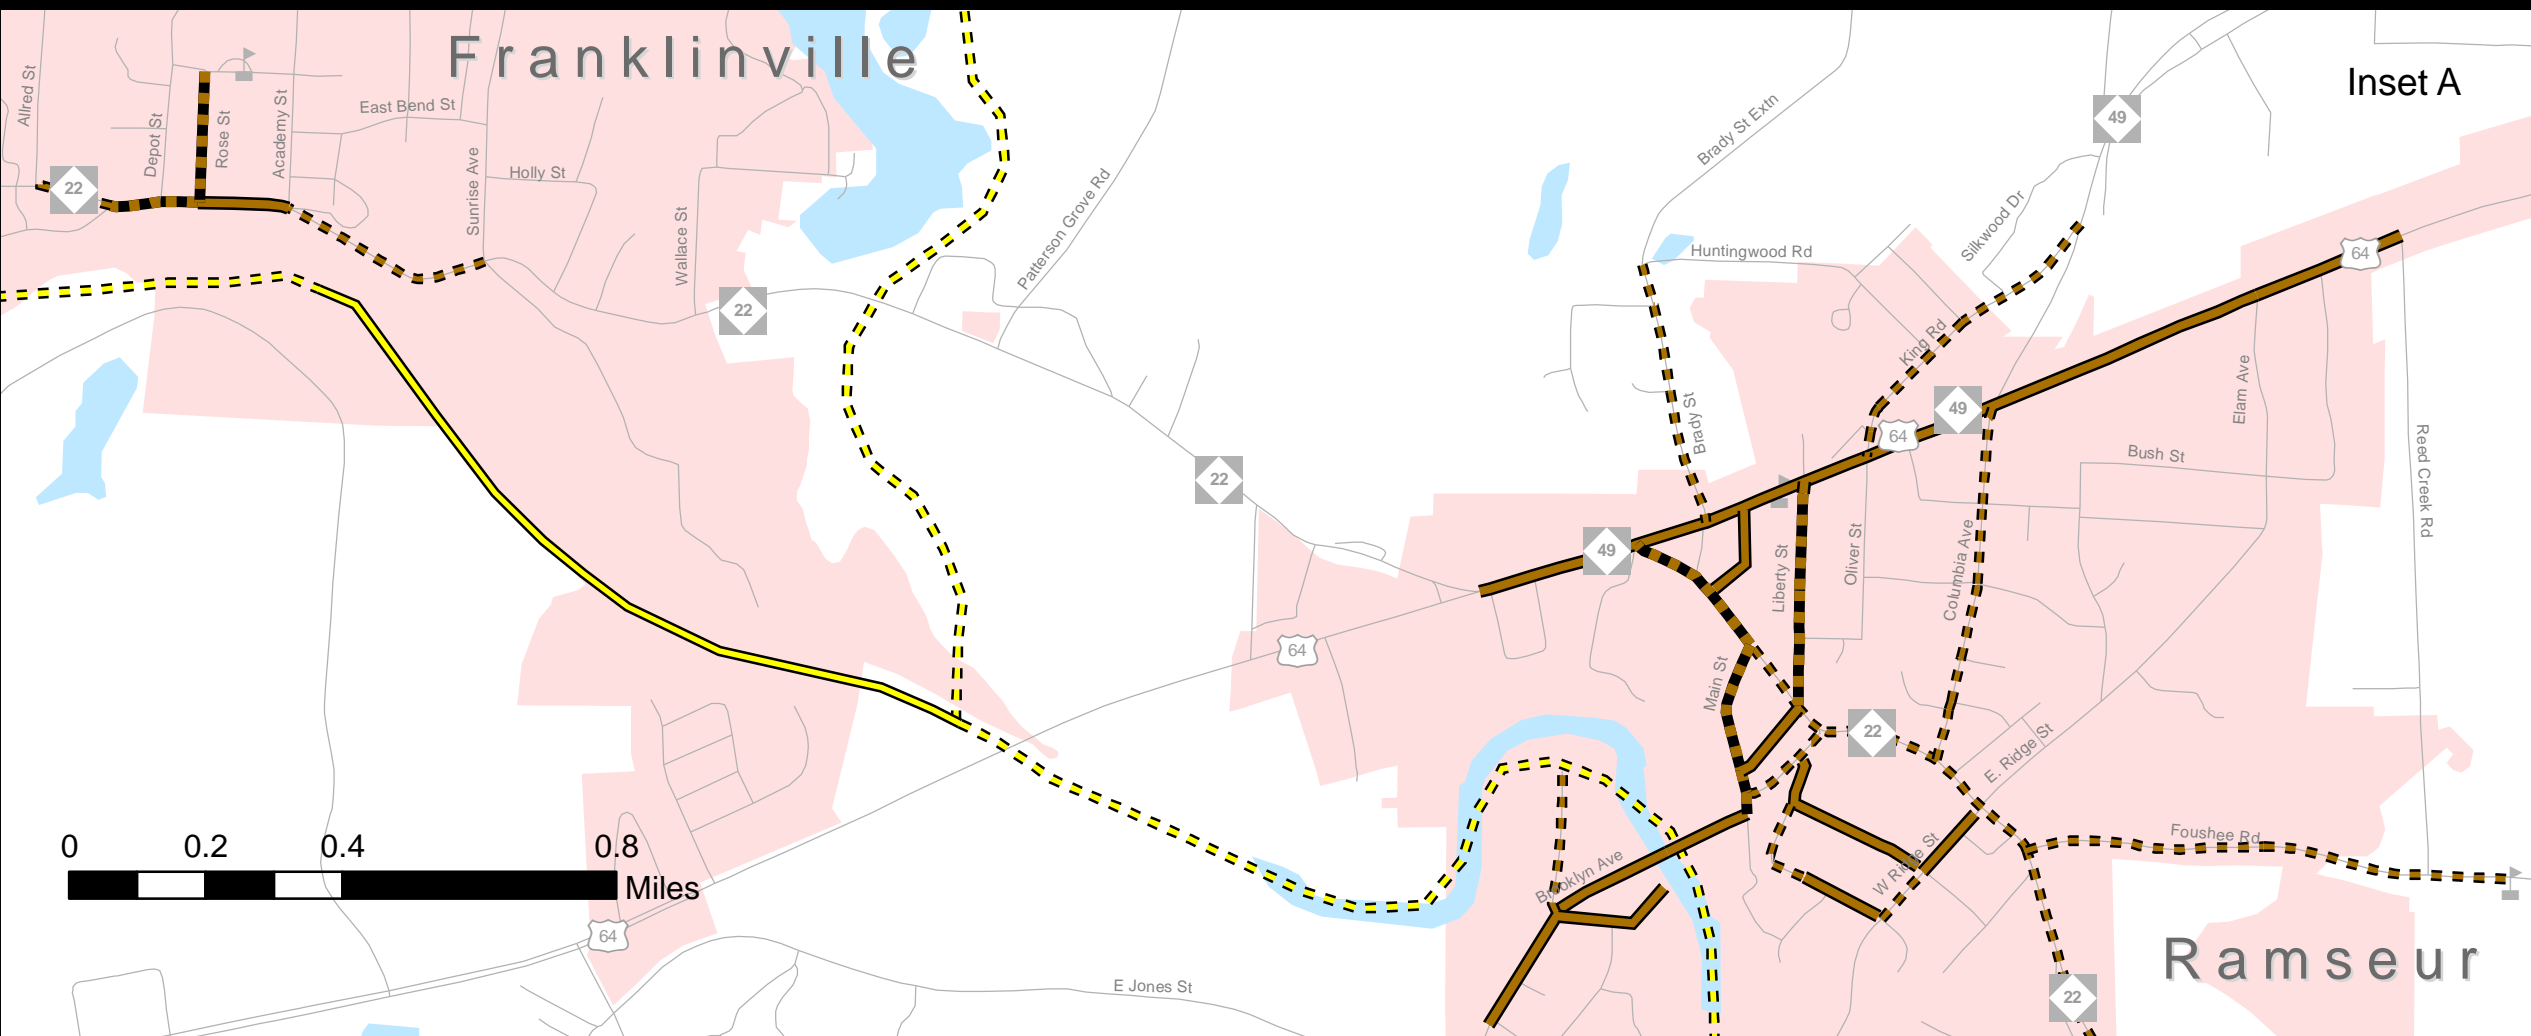 Franklinville
Inset A
Allred St
Depot St
Rose St
Academy St
East Bend St
Sunrise Ave
Holly St
Wallace St
22
22
Patterson Grove Rd
Brady St Extn
49
Huntingwood Rd
Silkwood Dr
64
King Rd
Brady St
49
64
Elam Ave
Bush St
Reed Creek Rd
22
49
Liberty St
Oliver St
Columbia Ave
64
Main St
22
E. Ridge St
Foushee Rd
W Ridge St
Brooklyn Ave
0 0.2 0.4 0.8
Miles
64
E Jones St
Ramseur
22